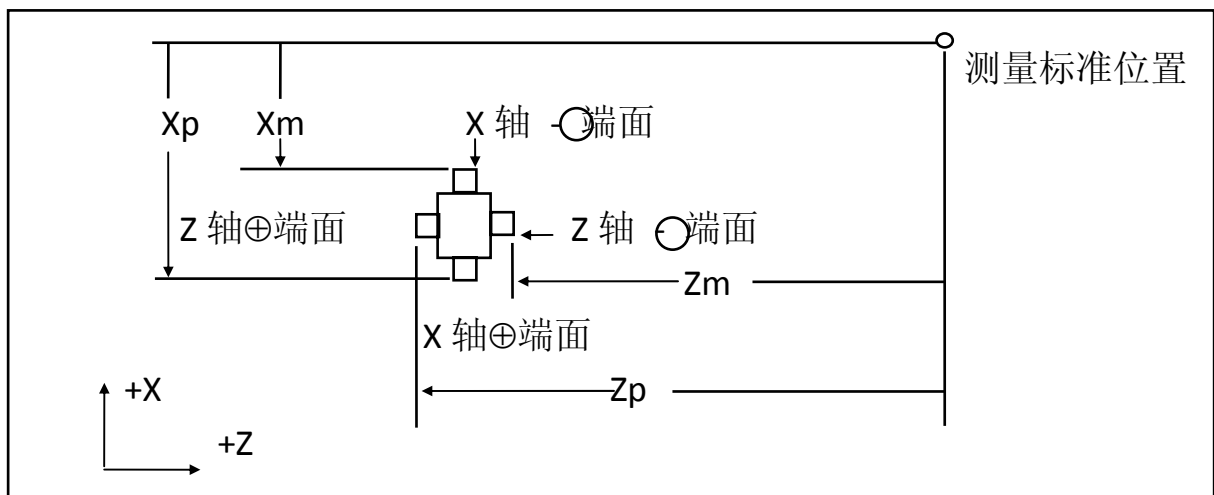 测量标准位置
Xp
Xm
X 轴 ⊖端面
Z 轴⊕端面
Z 轴 ⊖端面
Zm
X 轴⊕端面
Zp
+X
+Z